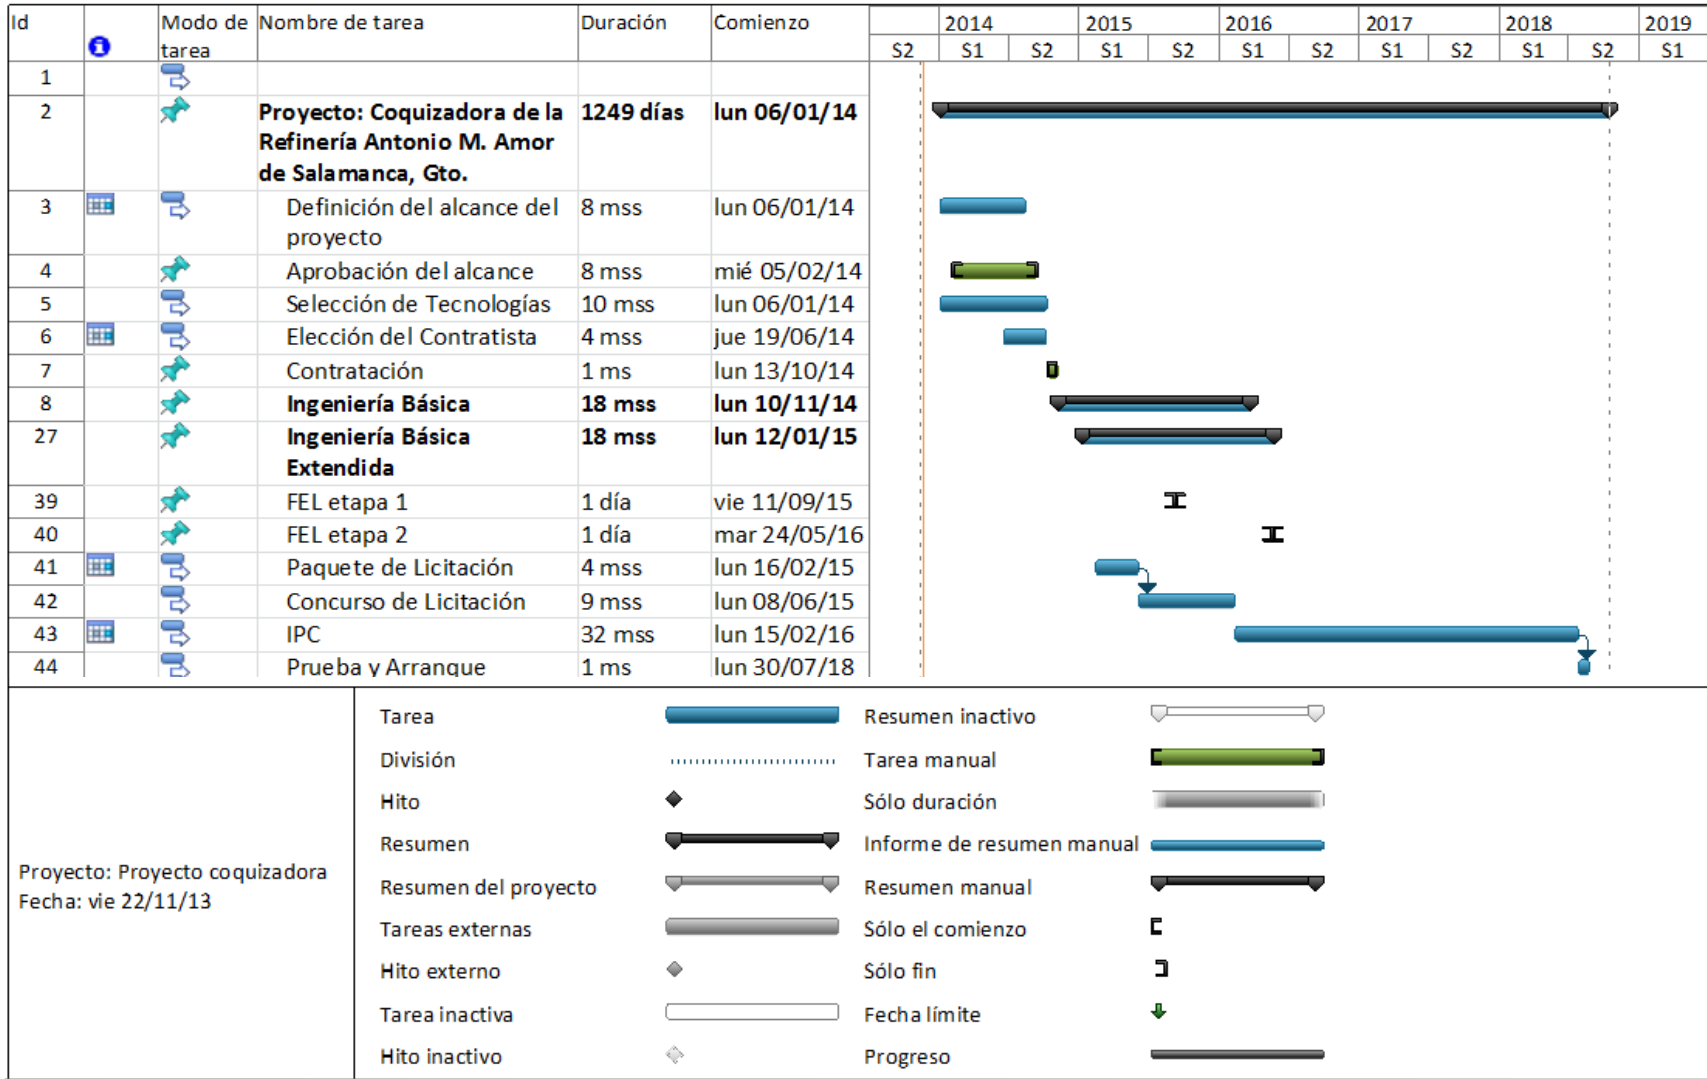 Id Modo de tarea Nombre de tarea Duración Comienzo
2014 2015 2016 2017 2018 2019
S2 S1 S2 S1 S2 S1 S2 S1 S2 S1 S2 S1
1
2 Proyecto: Coquizadora de la 1249 días lun 06/01/14
Refinería Antonio M. Amor
de Salamanca, Gto.
3 Definición del alcance del 8 mss lun 06/01/14
proyecto
4 Aprobación del alcance 8 mss mié 05/02/14
5 Selección de Tecnologías 10 mss lun 06/01/14
6 Elección del Contratista 4 mss jue 19/06/14
7 Contratación 1 ms lun 13/10/14
8 Ingeniería Básica 18 mss lun 10/11/14
27 Ingeniería Básica 18 mss lun 12/01/15
Extendida
39 FEL etapa 1 1 día vie 11/09/15
40 FEL etapa 2 1 día mar 24/05/16
41 Paquete de Licitación 4 mss lun 16/02/15
42 Concurso de Licitación 9 mss lun 08/06/15
43 IPC 32 mss lun 15/02/16
44 Prueba y Arranque 1 ms lun 30/07/18
Proyecto: Proyecto coquizadora
Fecha: vie 22/11/13
Tarea
División
Hito
Resumen
Resumen del proyecto
Tareas externas
Hito externo
Tarea inactiva
Hito inactivo
Resumen inactivo
Tarea manual
Sólo duración
Informe de resumen manual
Resumen manual
Sólo el comienzo
Sólo fin
Fecha límite
Progreso